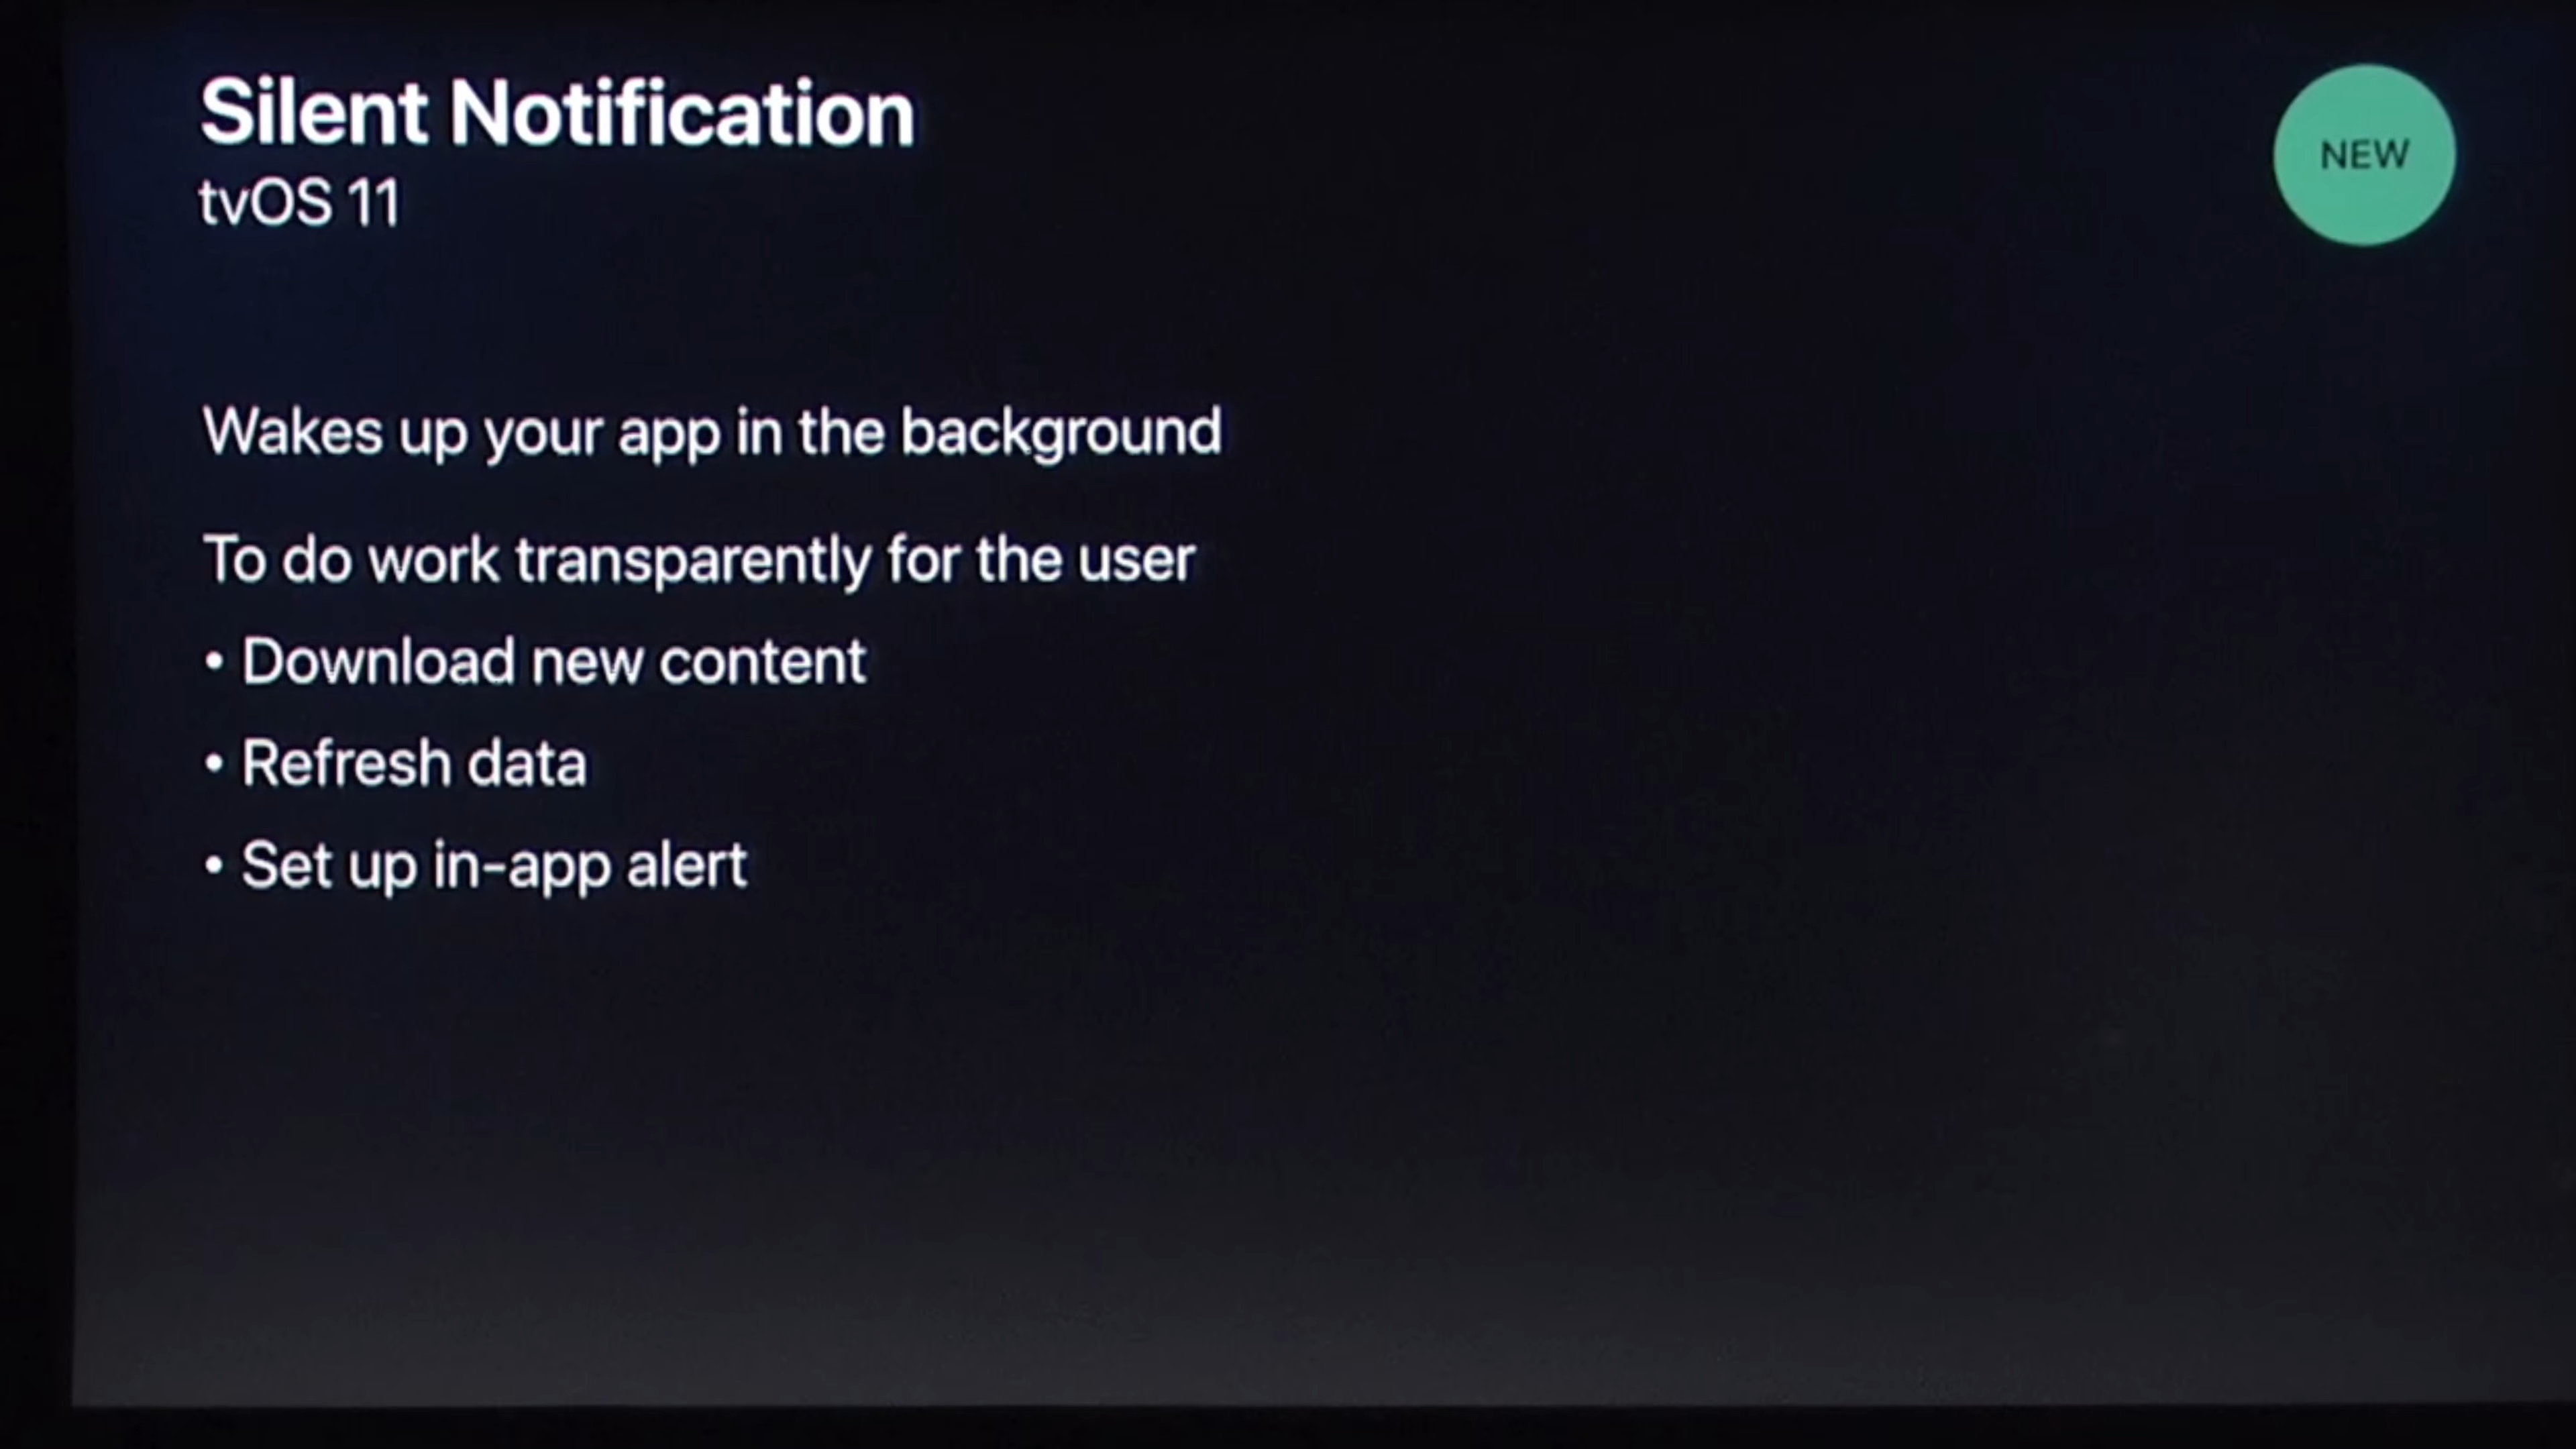 Silent Notification
tvOS 11
NEW
Wakes up your app in the background
To do work transparently for the user
• Download new content
• Refresh data
• Set up in-app alert